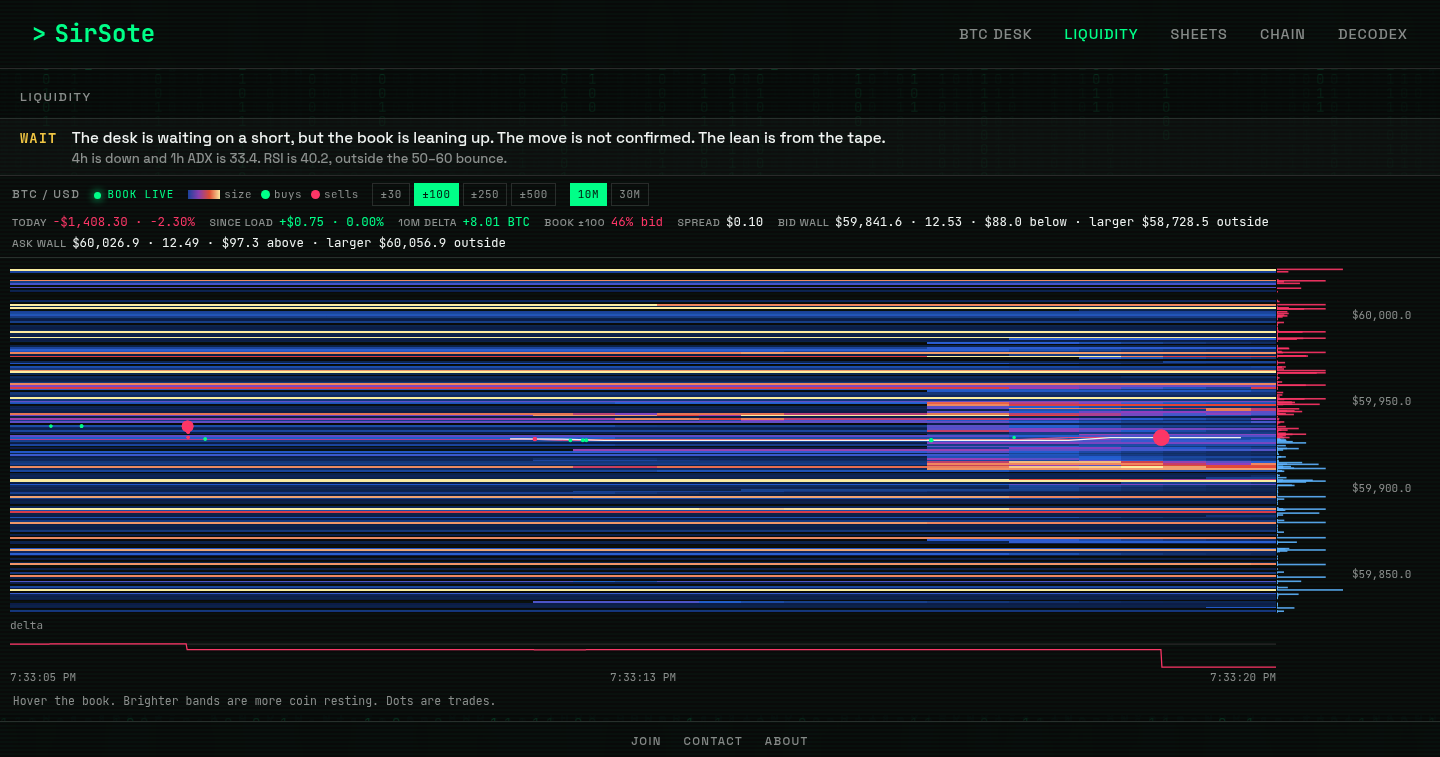 > SirSote
BTC DESK LIQUIDITY SHEETS CHAIN DECODEX
LIQUIDITY
WAIT The desk is waiting on a short, but the book is leaning up. The move is not confirmed. The lean is from the tape.
4h is down and 1h ADX is 33.4. RSI is 40.2, outside the 50–60 bounce.
BTC / USD BOOK LIVE size buys sells ±30 ±100 ±250 ±500 10M 30M
TODAY -$1,408.30 · -2.30% SINCE LOAD +$0.75 · 0.00% 10M DELTA +8.01 BTC BOOK ±100 46% bid SPREAD $0.10 BID WALL $59,841.6 · 12.53 · $88.0 below · larger $58,728.5 outside
ASK WALL $60,026.9 · 12.49 · $97.3 above · larger $60,056.9 outside
$60,000.0
$59,950.0
$59,900.0
$59,850.0
delta
7:33:05 PM 7:33:13 PM 7:33:20 PM
Hover the book. Brighter bands are more coin resting. Dots are trades.
JOIN CONTACT ABOUT